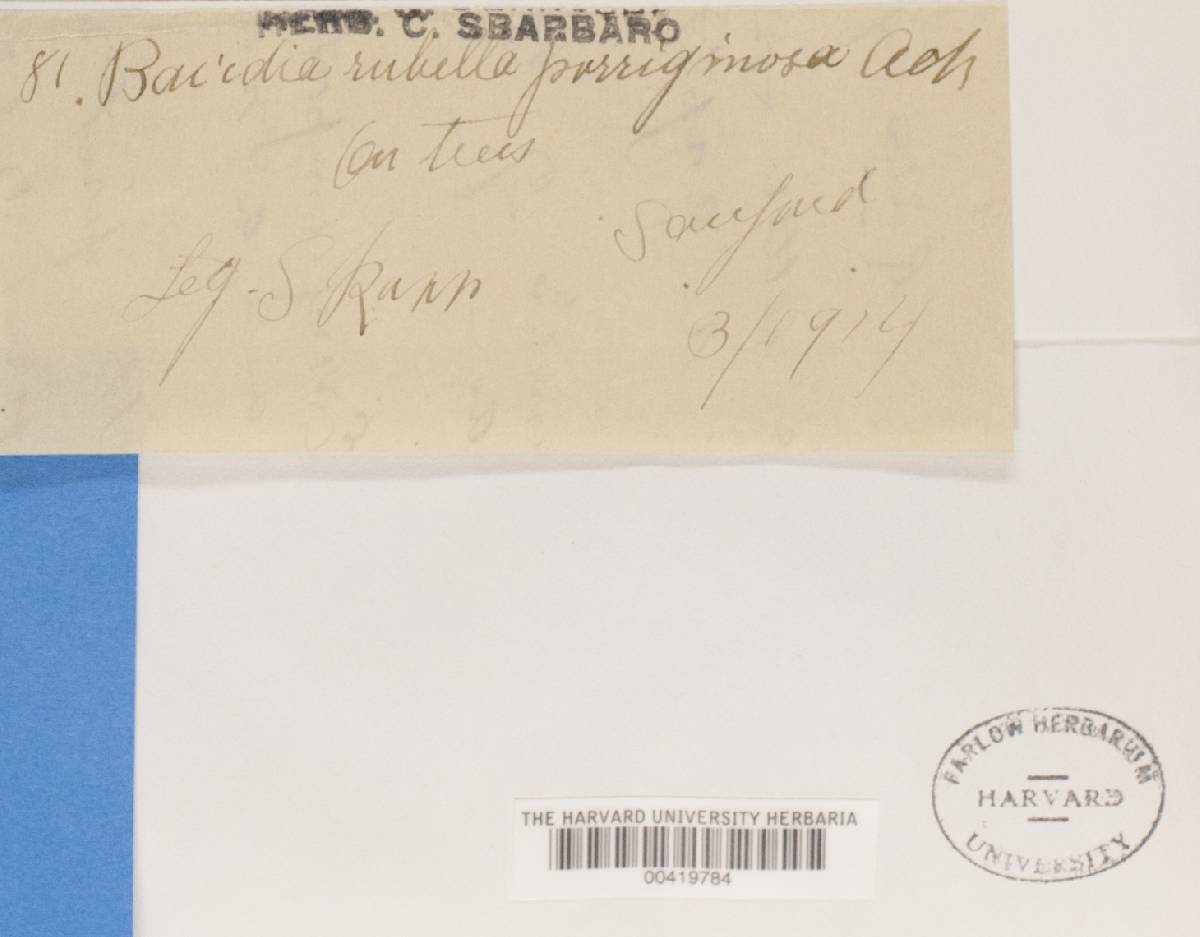 HERB. C. SBARBARO
81. Bacidia rubella porriginosa Ach
On trees
Sanford
Leg. S Rapp
3/1914
FARLOW HERBARIUM
HARVARD
UNIVERSITY
THE HARVARD UNIVERSITY HERBARIA
00419784